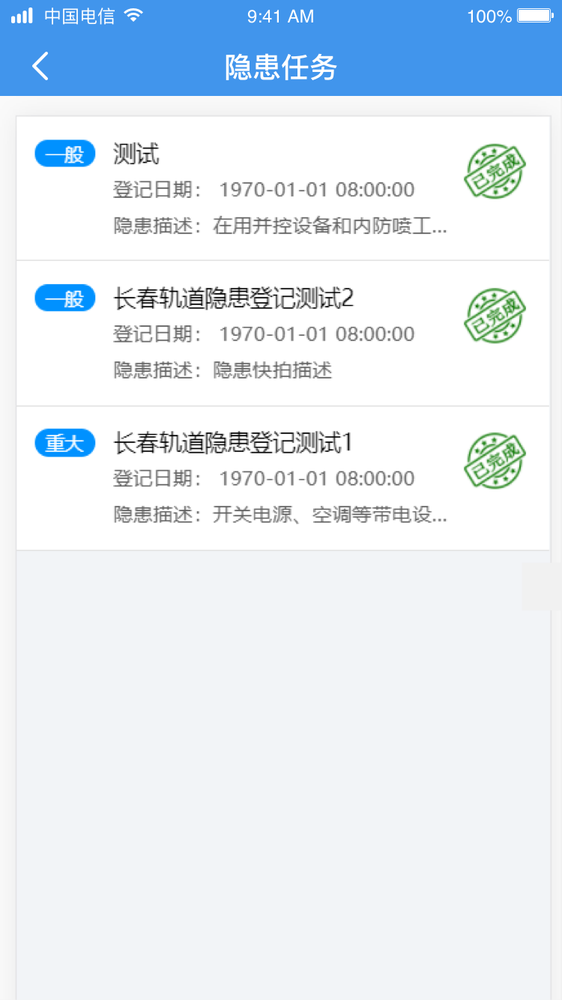 中国电信 9:41 AM 100%
隐患任务
一般 测试
登记日期： 1970-01-01 08:00:00
已完成
隐患描述：在用并控设备和内防喷工...
一般 长春轨道隐患登记测试2
登记日期： 1970-01-01 08:00:00
已完成
隐患描述：隐患快拍描述
重大 长春轨道隐患登记测试1
登记日期： 1970-01-01 08:00:00
已完成
隐患描述：开关电源、空调等带电设...